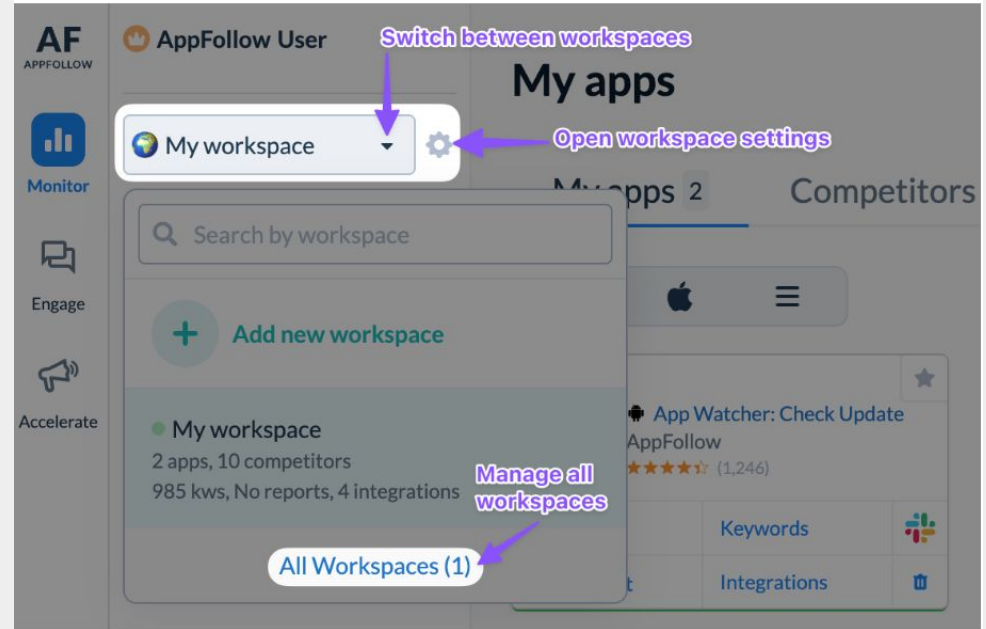 AF
APPFOLLOW
AppFollow User
Switch between workspaces
My apps
My workspace
Open workspace settings
Monitor
My apps 2
Competitors
Search by workspace
Engage
Add new workspace
Accelerate
App Watcher: Check Update
AppFollow
(1,246)
My workspace
2 apps, 10 competitors
985 kws, No reports, 4 integrations
Manage all
workspaces
Keywords
All Workspaces (1)
t
Integrations